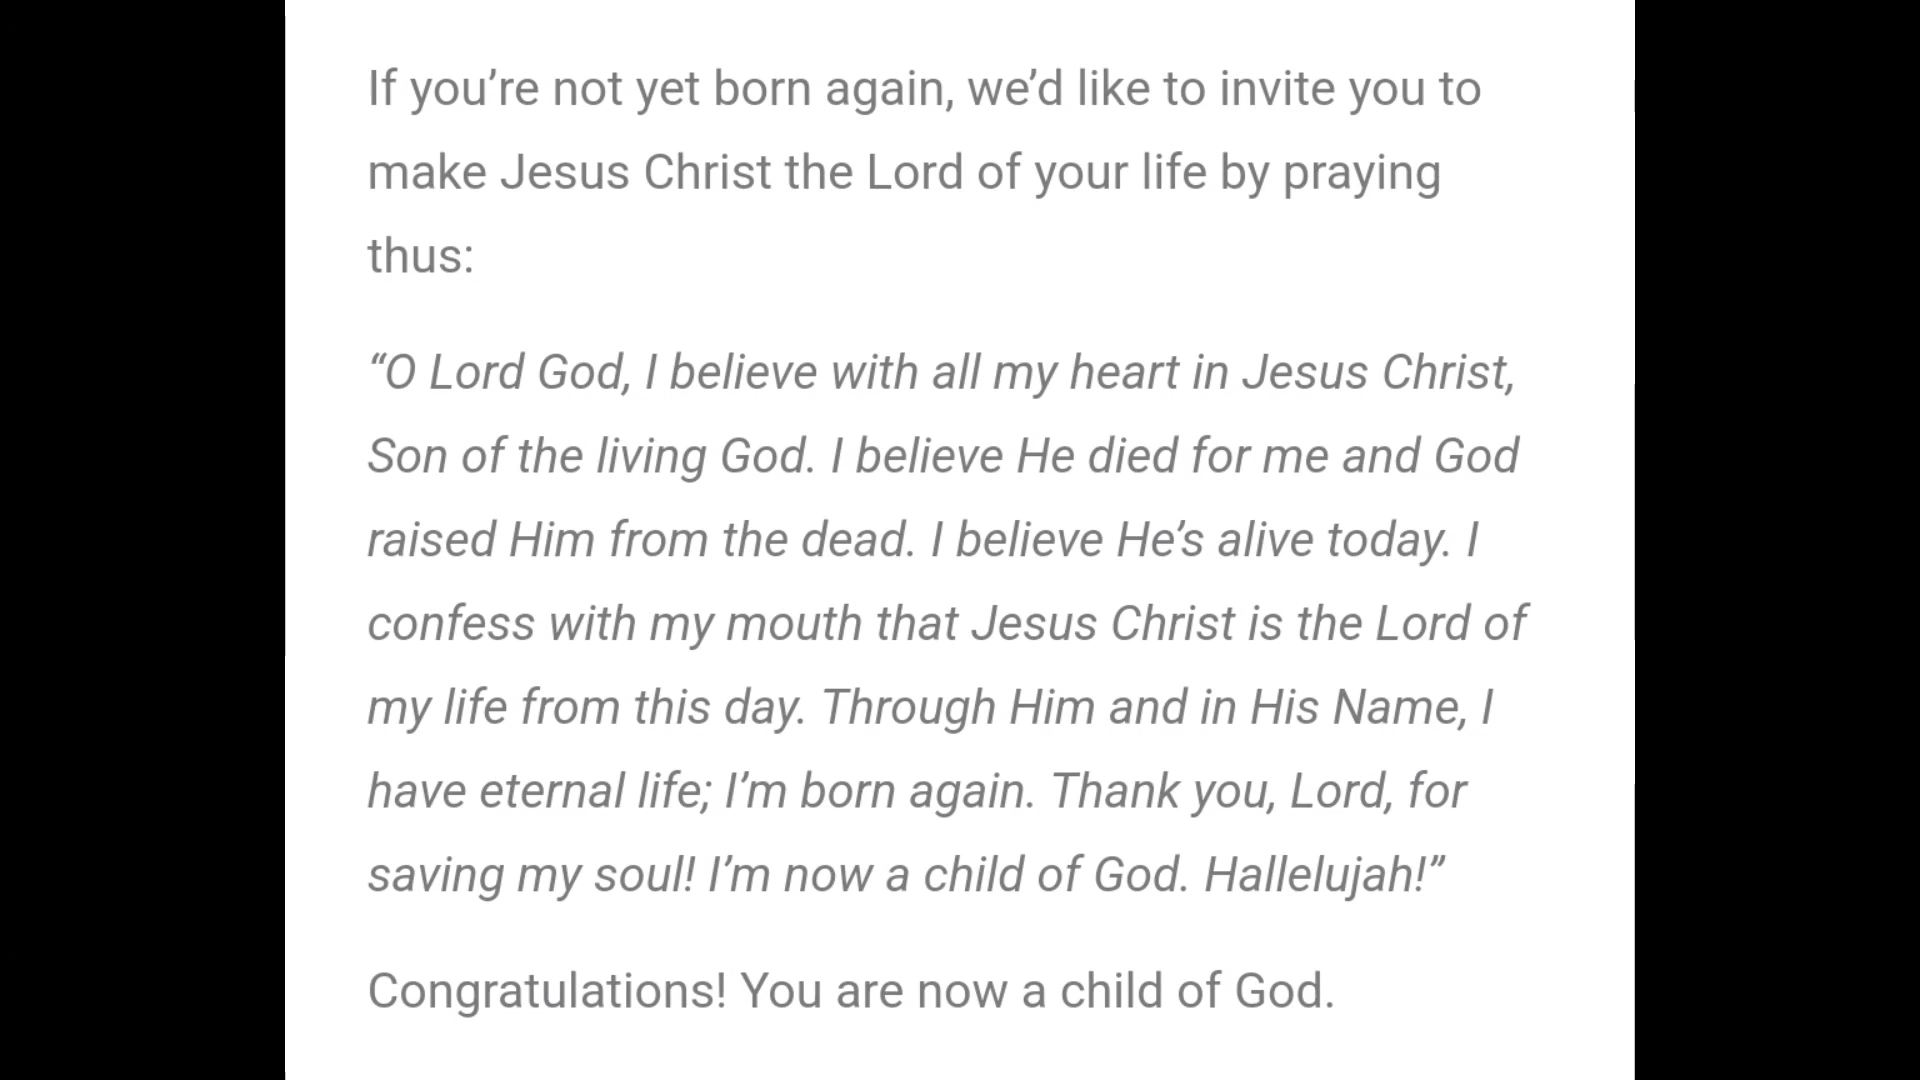 If you’re not yet born again, we’d like to invite you to
make Jesus Christ the Lord of your life by praying
thus:
“O Lord God, I believe with all my heart in Jesus Christ,
Son of the living God. I believe He died for me and God
raised Him from the dead. I believe He’s alive today. I
confess with my mouth that Jesus Christ is the Lord of
my life from this day. Through Him and in His Name, I
have eternal life; I’m born again. Thank you, Lord, for
saving my soul! I’m now a child of God. Hallelujah!”
Congratulations! You are now a child of God.